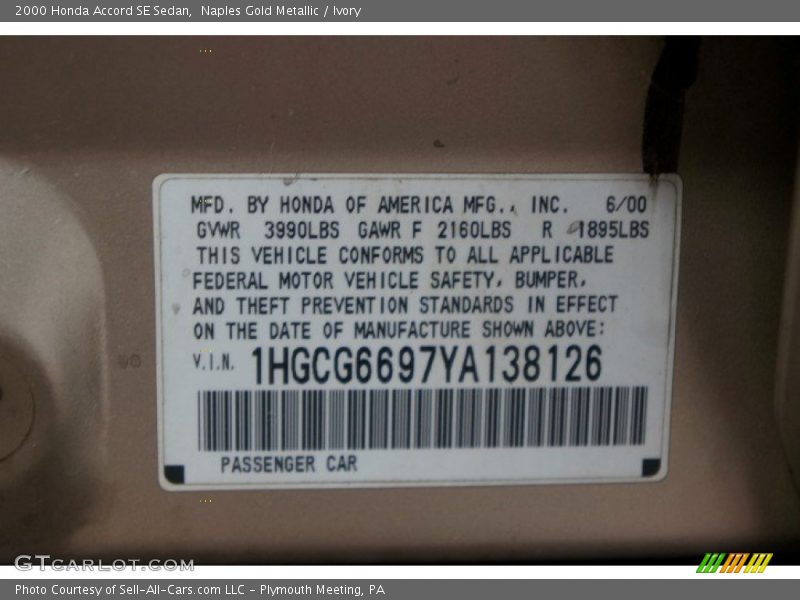 2000 Honda Accord SE Sedan, Naples Gold Metallic / Ivory
MFD. BY HONDA OF AMERICA MFG., INC. 6/00
GVWR 3990LBS GAWR F 2160LBS R 1895LBS
THIS VEHICLE CONFORMS TO ALL APPLICABLE
FEDERAL MOTOR VEHICLE SAFETY, BUMPER,
AND THEFT PREVENTION STANDARDS IN EFFECT
ON THE DATE OF MANUFACTURE SHOWN ABOVE:
V.I.N. 1HGCG6697YA138126
PASSENGER CAR
GTCARLOT.COM
Photo Courtesy of Sell-All-Cars.com LLC - Plymouth Meeting, PA